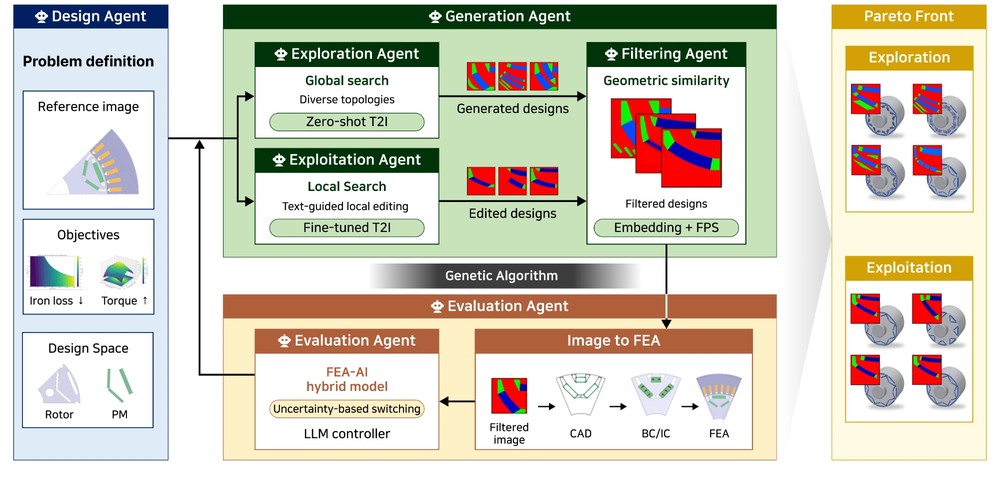 Design Agent
Problem definition
Reference image
Objectives
Iron loss ↓
Torque ↑
Design Space
Rotor
PM
Generation Agent
Exploration Agent
Global search
Diverse topologies
Zero-shot T2I
Generated designs
Exploitation Agent
Local Search
Text-guided local editing
Fine-tuned T2I
Edited designs
Filtering Agent
Geometric similarity
Filtered designs
Embedding + FPS
Genetic Algorithm
Evaluation Agent
Evaluation Agent
FEA-AI
hybrid model
Uncertainty-based switching
LLM controller
Image to FEA
Filtered
image
CAD
BC/IC
FEA
Pareto Front
Exploration
Exploitation